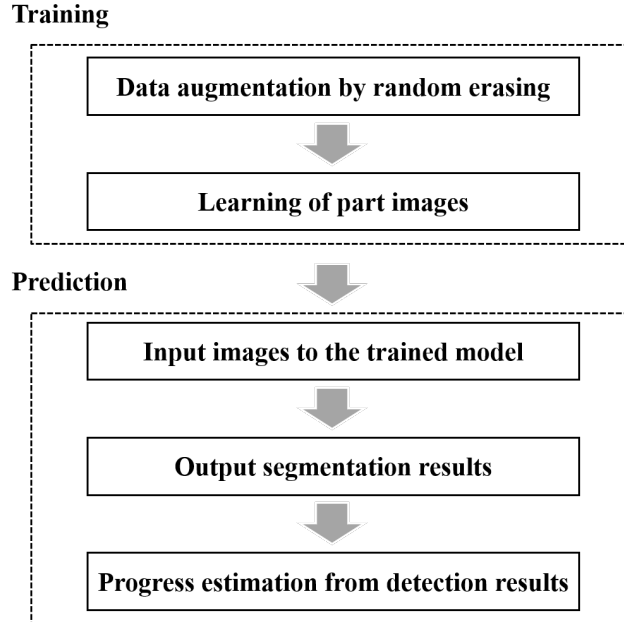 Training
Data augmentation by random erasing
Learning of part images
Prediction
Input images to the trained model
Output segmentation results
Progress estimation from detection results